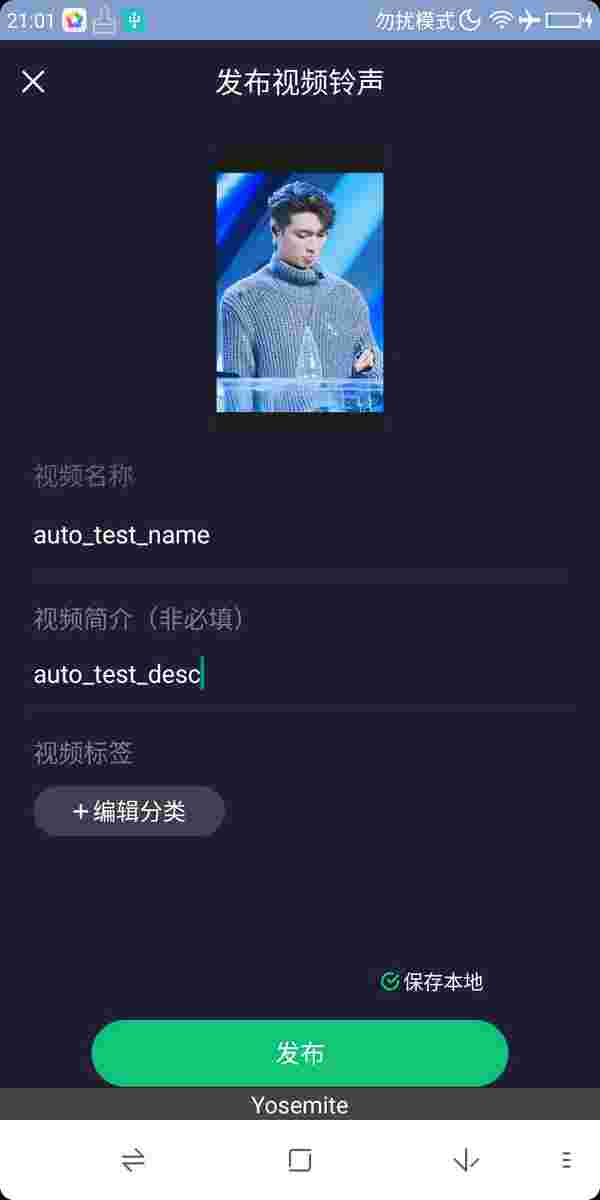 21:01
勿扰模式
发布视频铃声
视频名称
auto_test_name
视频简介（非必填）
auto_test_desc
视频标签
+编辑分类
保存本地
发布
Yosemite